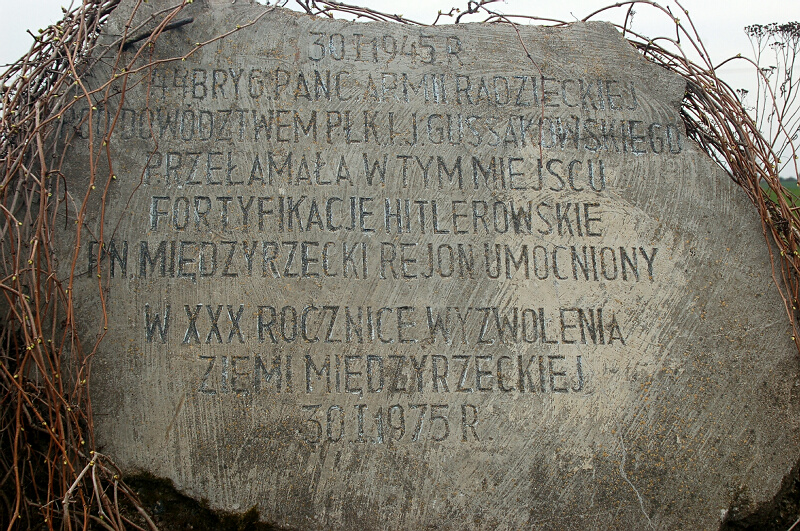 30 I 1945 R.
44 BRYG. PANC. ARMII RADZIECKIEJ
POD DOWÓDZTWEM PŁK. I. J. GUSSAKOWSKIEGO
PRZEŁAMAŁA W TYM MIEJSCU
FORTYFIKACJE HITLEROWSKIE
PN. MIĘDZYRZECKI REJON UMOCNIONY
W XXX ROCZNICE WYZWOLENIA
ZIEMI MIĘDZYRZECKIEJ
30.I.1975 R.